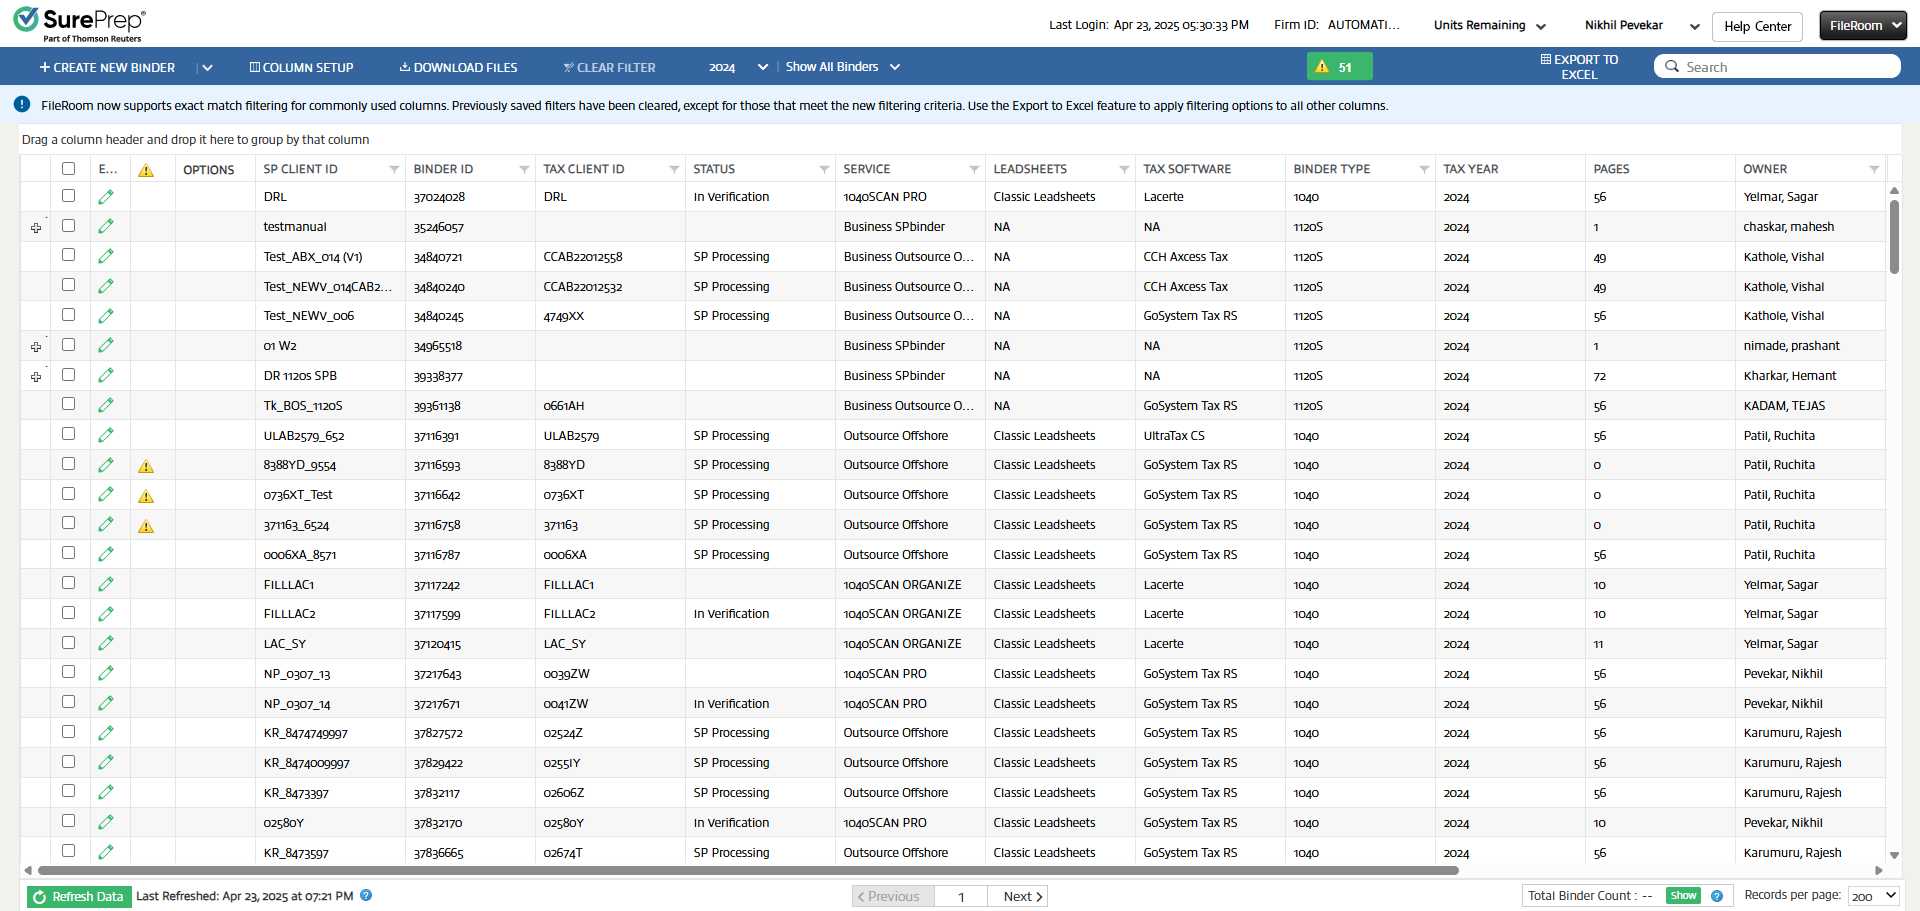 SurePrep®
Part of Thomson Reuters
Last Login: Apr 23, 2025 05:30:33 PM Firm ID: AUTOMATI... Units Remaining Nikhil Pevekar Help Center FileRoom
+ CREATE NEW BINDER COLUMN SETUP DOWNLOAD FILES CLEAR FILTER 2024 Show All Binders 51 EXPORT TO EXCEL Search
FileRoom now supports exact match filtering for commonly used columns. Previously saved filters have been cleared, except for those that meet the new filtering criteria. Use the Export to Excel feature to apply filtering options to all other columns.
Drag a column header and drop it here to group by that column
E... OPTIONS SP CLIENT ID BINDER ID TAX CLIENT ID STATUS SERVICE LEADSHEETS TAX SOFTWARE BINDER TYPE TAX YEAR PAGES OWNER
DRL 37024028 DRL In Verification 1040SCAN PRO Classic Leadsheets Lacerte 1040 2024 56 Yelmar, Sagar
testmanual 35246057 Business SPbinder NA NA 1120S 2024 1 chaskar, mahesh
Test_ABX_014 (V1) 34840721 CCAB22012558 SP Processing Business Outsource O... NA CCH Axcess Tax 1120S 2024 49 Kathole, Vishal
Test_NEWV_014CAB2... 34840240 CCAB22012532 SP Processing Business Outsource O... NA CCH Axcess Tax 1120S 2024 49 Kathole, Vishal
Test_NEWV_006 34840245 4749XX SP Processing Business Outsource O... NA GoSystem Tax RS 1120S 2024 56 Kathole, Vishal
01 W2 34965518 Business SPbinder NA NA 1120S 2024 1 nimade, prashant
DR 1120s SPB 39338377 Business SPbinder NA NA 1120S 2024 72 Kharkar, Hemant
Tk_BOS_1120S 39361138 0661AH Business Outsource O... NA GoSystem Tax RS 1120S 2024 56 KADAM, TEJAS
ULAB2579_652 37116391 ULAB2579 SP Processing Outsource Offshore Classic Leadsheets UltraTax CS 1040 2024 56 Patil, Ruchita
8388YD_9554 37116593 8388YD SP Processing Outsource Offshore Classic Leadsheets GoSystem Tax RS 1040 2024 0 Patil, Ruchita
0736XT_Test 37116642 0736XT SP Processing Outsource Offshore Classic Leadsheets GoSystem Tax RS 1040 2024 0 Patil, Ruchita
371163_6524 37116758 371163 SP Processing Outsource Offshore Classic Leadsheets GoSystem Tax RS 1040 2024 0 Patil, Ruchita
0006XA_8571 37116787 0006XA SP Processing Outsource Offshore Classic Leadsheets GoSystem Tax RS 1040 2024 56 Patil, Ruchita
FILLLAC1 37117242 FILLLAC1 1040SCAN ORGANIZE Classic Leadsheets Lacerte 1040 2024 10 Yelmar, Sagar
FILLLAC2 37117599 FILLLAC2 In Verification 1040SCAN ORGANIZE Classic Leadsheets Lacerte 1040 2024 10 Yelmar, Sagar
LAC_SY 37120415 LAC_SY 1040SCAN ORGANIZE Classic Leadsheets Lacerte 1040 2024 11 Yelmar, Sagar
NP_0307_13 37217643 0039ZW 1040SCAN PRO Classic Leadsheets GoSystem Tax RS 1040 2024 56 Pevekar, Nikhil
NP_0307_14 37217671 0041ZW In Verification 1040SCAN PRO Classic Leadsheets GoSystem Tax RS 1040 2024 56 Pevekar, Nikhil
KR_8474749997 37827572 02524Z SP Processing Outsource Offshore Classic Leadsheets GoSystem Tax RS 1040 2024 56 Karumuru, Rajesh
KR_8474009997 37829422 0255IY SP Processing Outsource Offshore Classic Leadsheets GoSystem Tax RS 1040 2024 56 Karumuru, Rajesh
KR_8473397 37832117 02606Z SP Processing Outsource Offshore Classic Leadsheets GoSystem Tax RS 1040 2024 56 Karumuru, Rajesh
02580Y 37832170 02580Y In Verification 1040SCAN PRO Classic Leadsheets GoSystem Tax RS 1040 2024 10 Pevekar, Nikhil
KR_8473597 37836665 02674T SP Processing Outsource Offshore Classic Leadsheets GoSystem Tax RS 1040 2024 56 Karumuru, Rajesh
Refresh Data Last Refreshed: Apr 23, 2025 at 07:21 PM Previous 1 Next Total Binder Count : -- Show Records per page: 200